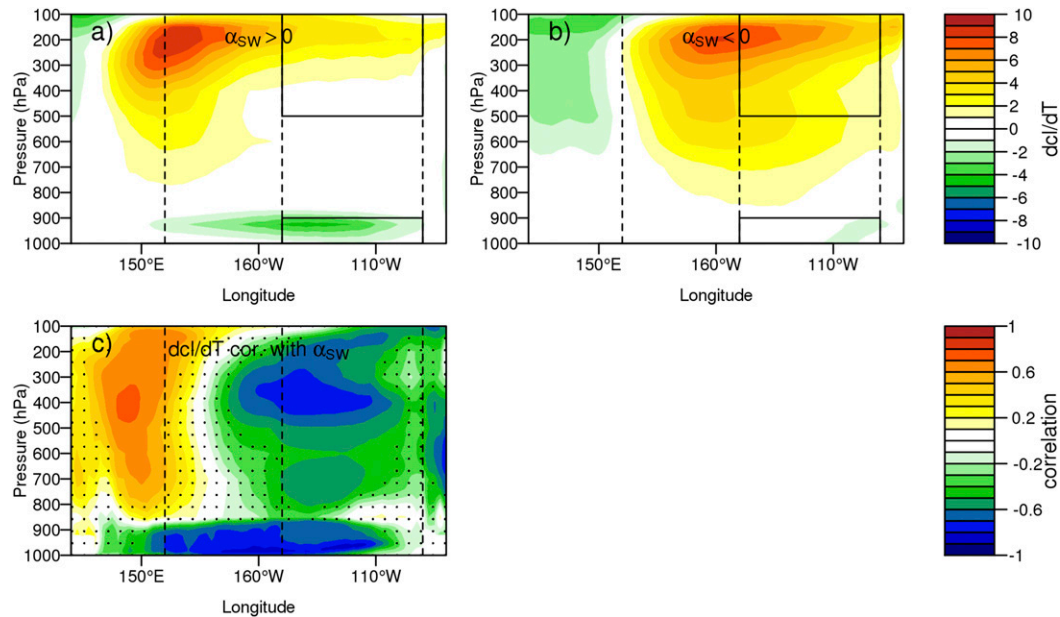 a)
α_SW > 0
100
200
300
400
500
600
700
800
900
1000
Pressure (hPa)
150°E
160°W
110°W
Longitude
b)
α_SW < 0
100
200
300
400
500
600
700
800
900
1000
Pressure (hPa)
150°E
160°W
110°W
Longitude
10
8
6
4
2
0
-2
-4
-6
-8
-10
dcl/dT
c)
dcl/dT cor. with α_SW
100
200
300
400
500
600
700
800
900
1000
Pressure (hPa)
150°E
160°W
110°W
Longitude
1
0.6
0.2
-0.2
-0.6
-1
correlation